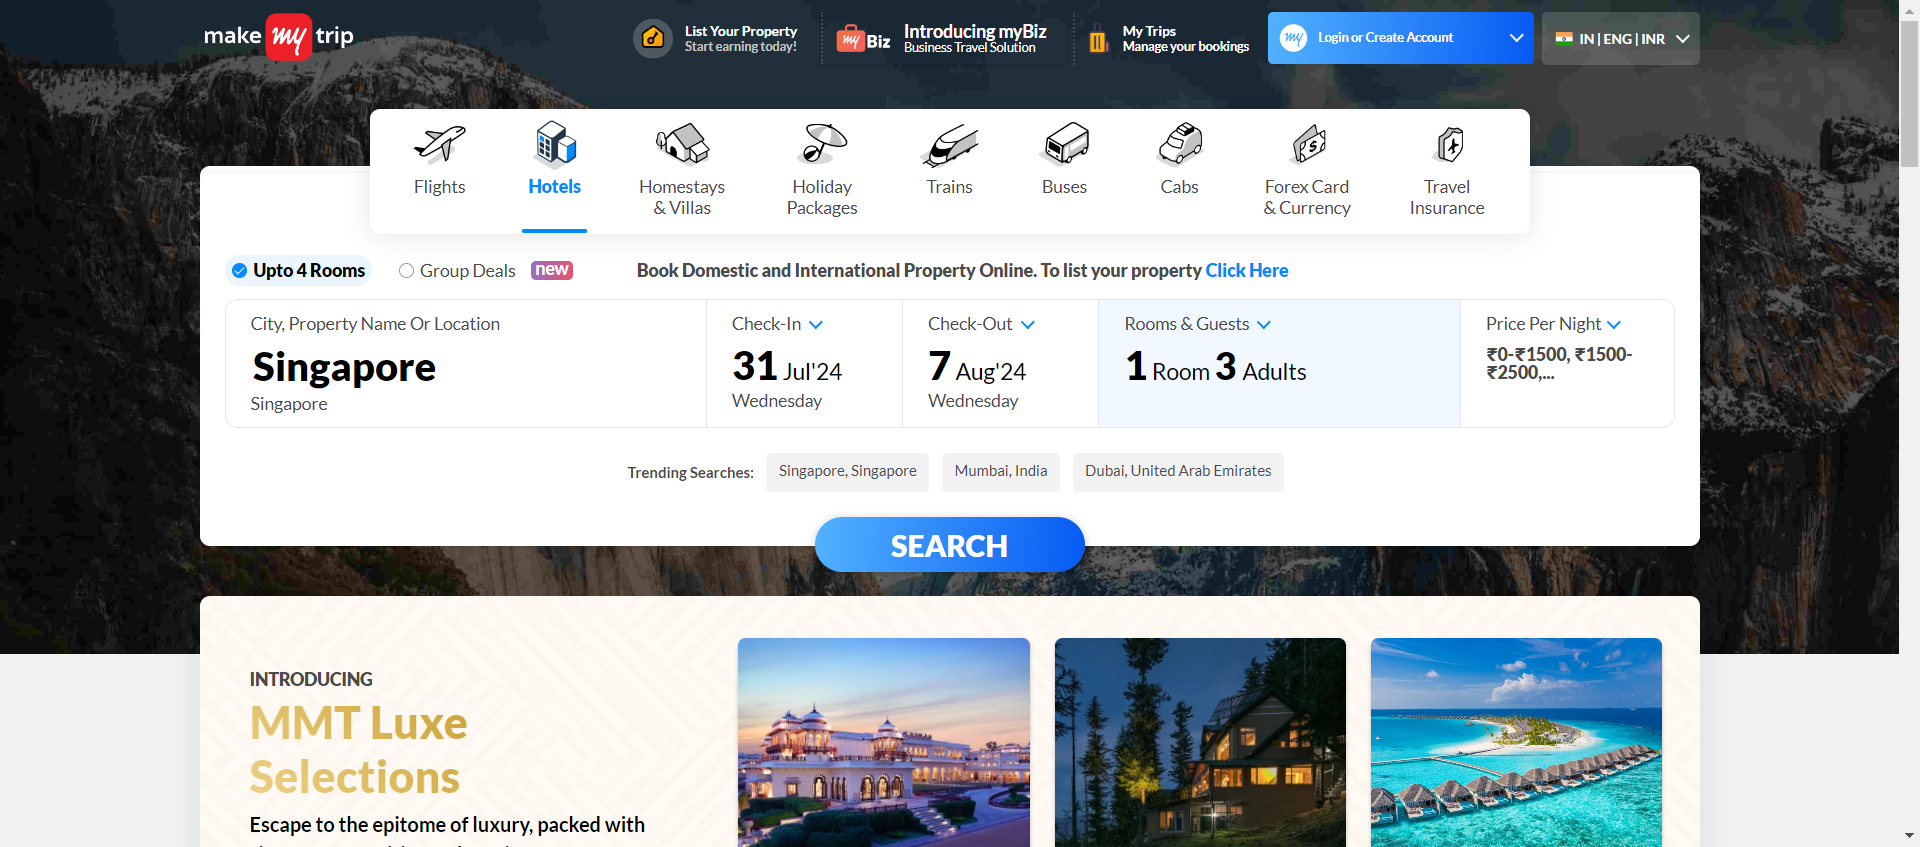 make my trip
List Your Property
Start earning today!
my Biz
Introducing myBiz
Business Travel Solution
My Trips
Manage your bookings
my
Login or Create Account
IN | ENG | INR
Flights
Hotels
Homestays
& Villas
Holiday
Packages
Trains
Buses
Cabs
Forex Card
& Currency
Travel
Insurance
Upto 4 Rooms
Group Deals
new
Book Domestic and International Property Online. To list your property Click Here
City, Property Name Or Location
Singapore
Singapore
Check-In
31 Jul'24
Wednesday
Check-Out
7 Aug'24
Wednesday
Rooms & Guests
1 Room 3 Adults
Price Per Night
₹0-₹1500, ₹1500-
₹2500,...
Trending Searches:
Singapore, Singapore
Mumbai, India
Dubai, United Arab Emirates
SEARCH
INTRODUCING
MMT Luxe
Selections
Escape to the epitome of luxury, packed with